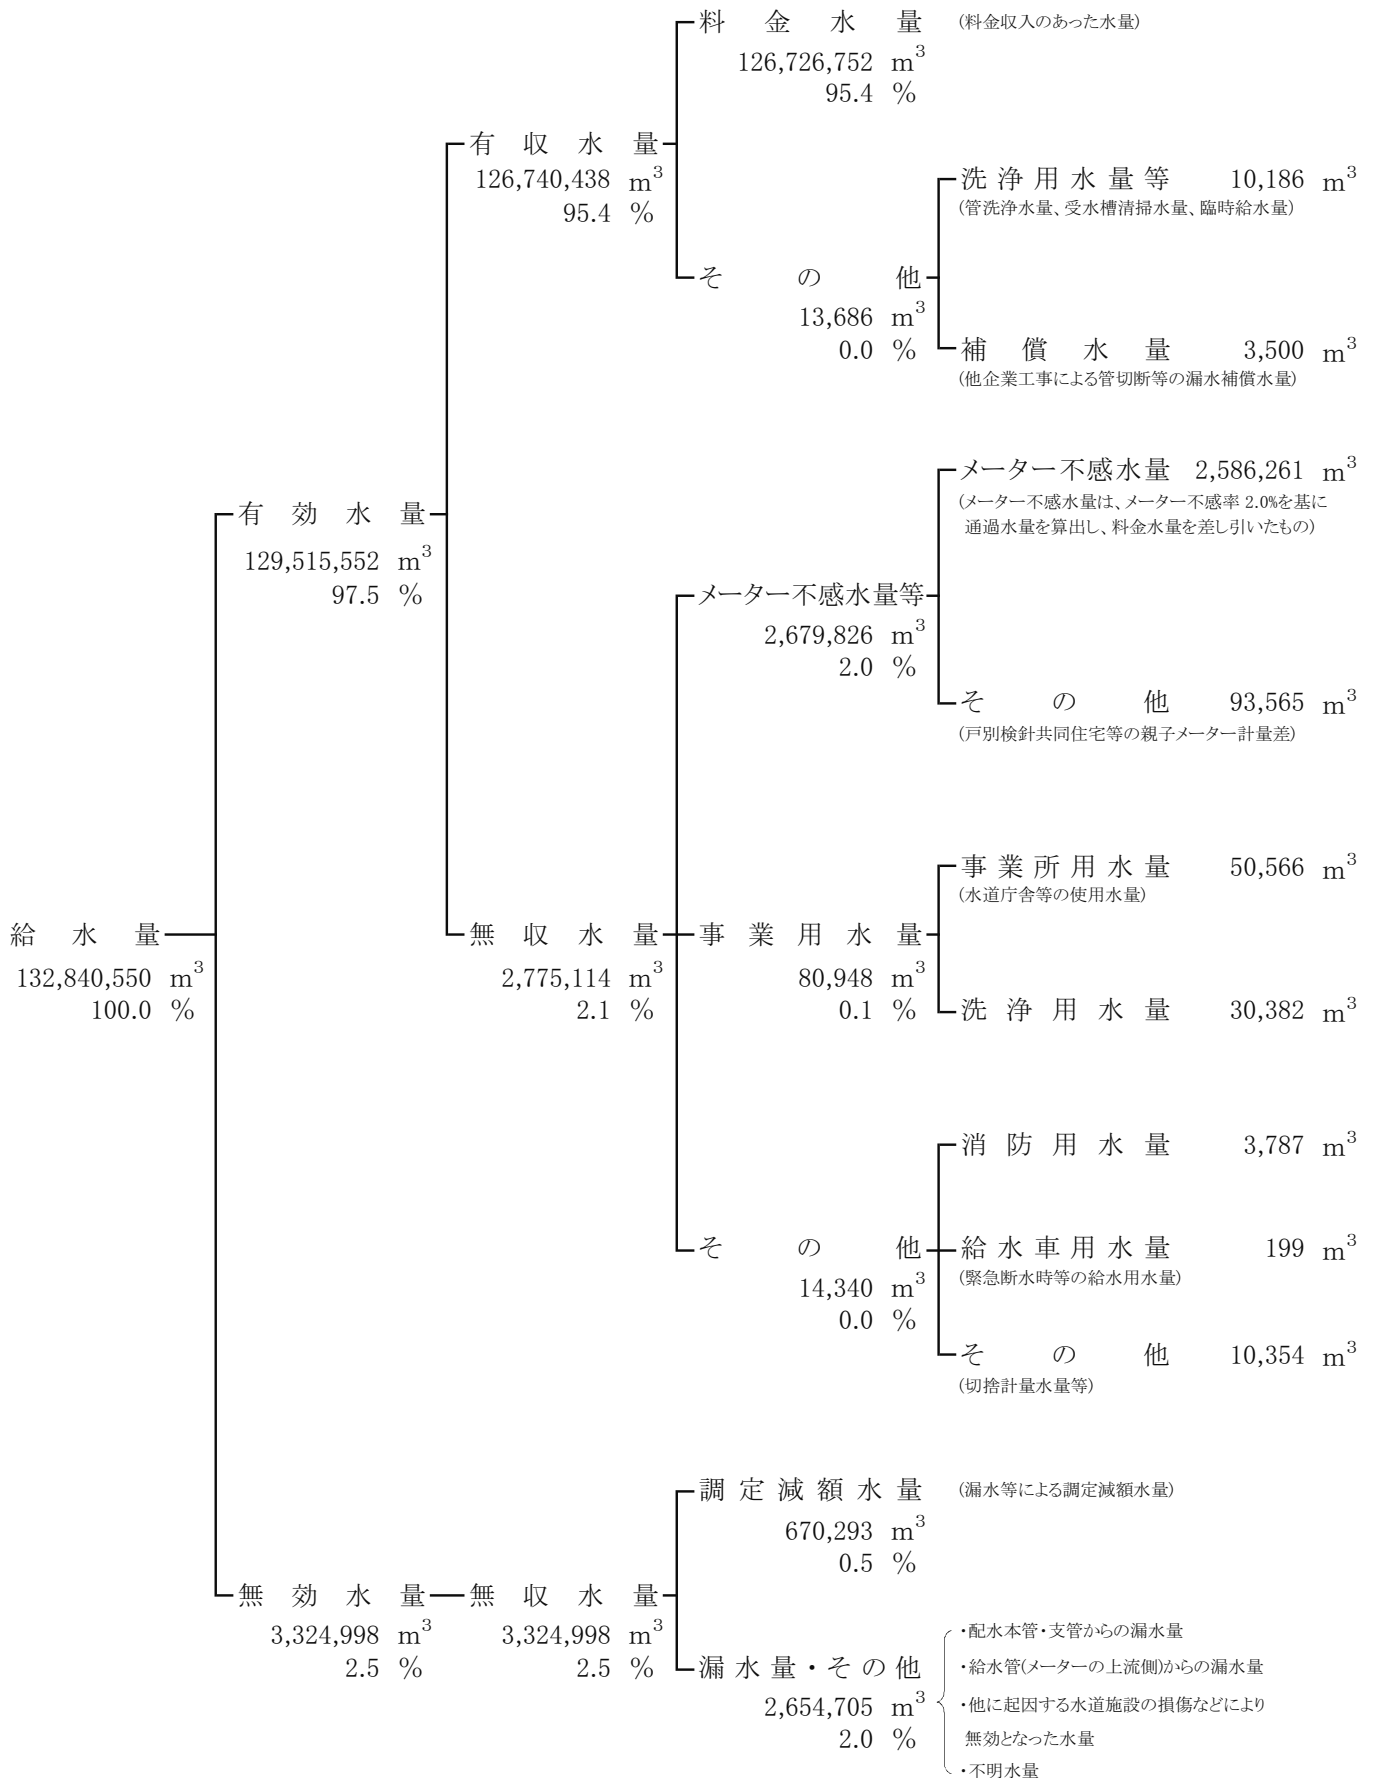 料金水量 (料金収入のあった水量)
126,726,752 m³
95.4 %
有収水量
126,740,438 m³
95.4 %
洗浄用水量等 10,186 m³
(管洗浄水量、受水槽清掃水量、臨時給水量)
その他
13,686 m³
0.0 %
補償水量 3,500 m³
(他企業工事による管切断等の漏水補償水量)
有効水量
129,515,552 m³
97.5 %
メーター不感水量 2,586,261 m³
(メーター不感水量は、メーター不感率 2.0%を基に
通過水量を算出し、料金水量を差し引いたもの)
メーター不感水量等
2,679,826 m³
2.0 %
その他 93,565 m³
(戸別検針共同住宅等の親子メーター計量差)
給水量
132,840,550 m³
100.0 %
無収水量
2,775,114 m³
2.1 %
事業用水量
80,948 m³
0.1 %
事業所用水量 50,566 m³
(水道庁舎等の使用水量)
洗浄用水量 30,382 m³
消防用水量 3,787 m³
その他
14,340 m³
0.0 %
給水車用水量 199 m³
(緊急断水時等の給水用水量)
その他 10,354 m³
(切捨計量水量等)
調定減額水量 (漏水等による調定減額水量)
670,293 m³
0.5 %
無効水量
3,324,998 m³
2.5 %
無収水量
3,324,998 m³
2.5 %
漏水量・その他
2,654,705 m³
2.0 %
・配水本管・支管からの漏水量
・給水管(メーターの上流側)からの漏水量
・他に起因する水道施設の損傷などにより
無効となった水量
・不明水量